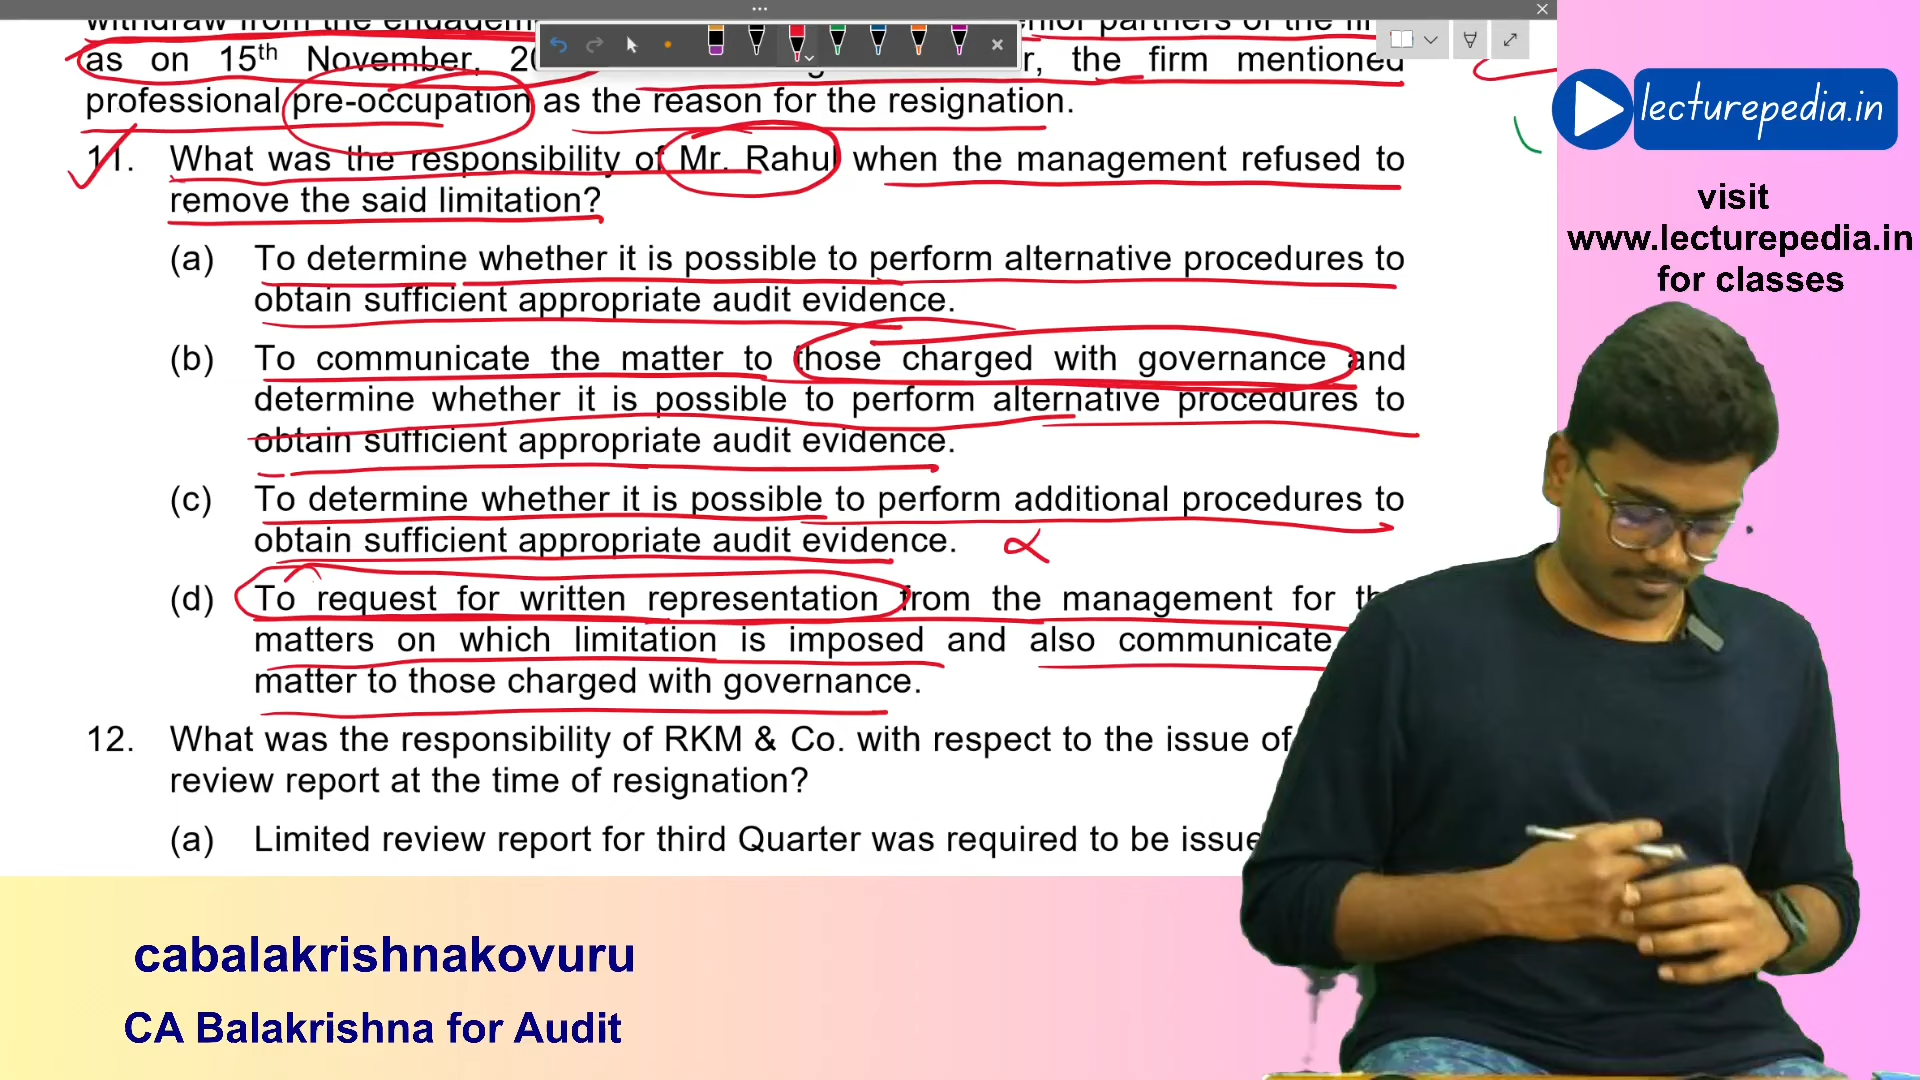 as on 15th November, 20 r, the firm mentioned
professional pre-occupation as the reason for the resignation.
11. What was the responsibility of Mr. Rahul when the management refused to
remove the said limitation?
(a) To determine whether it is possible to perform alternative procedures to
obtain sufficient appropriate audit evidence.
(b) To communicate the matter to those charged with governance and
determine whether it is possible to perform alternative procedures to
obtain sufficient appropriate audit evidence.
(c) To determine whether it is possible to perform additional procedures to
obtain sufficient appropriate audit evidence.
(d) To request for written representation from the management for
matters on which limitation is imposed and also communicate
matter to those charged with governance.
12. What was the responsibility of RKM & Co. with respect to the issue of
review report at the time of resignation?
(a) Limited review report for third Quarter was required to be issue
lecturepedia.in
visit
www.lecturepedia.in
for classes
cabalakrishnakovuru
CA Balakrishna for Audit